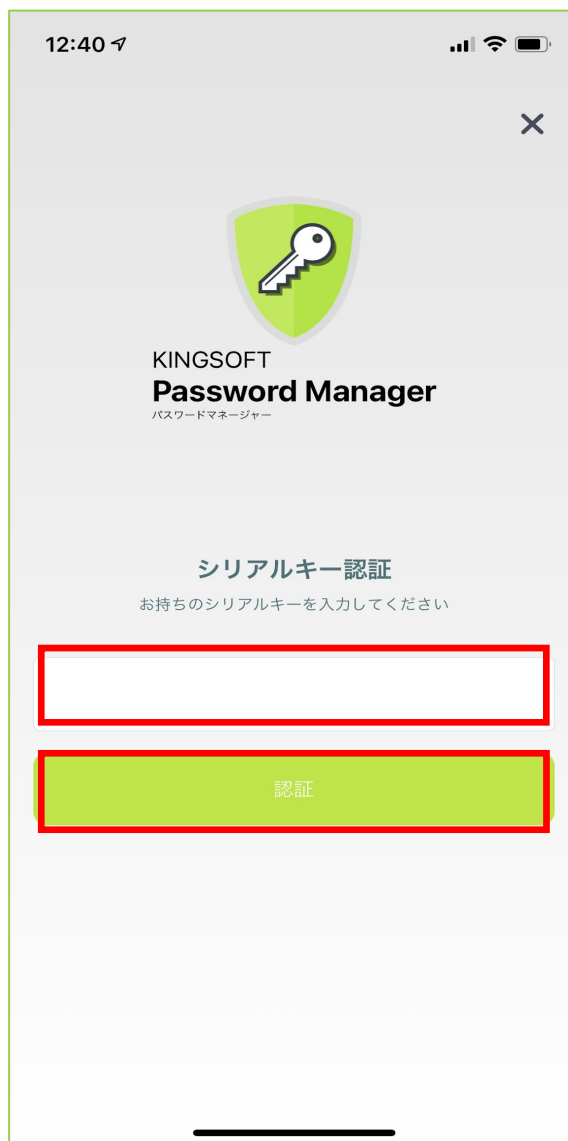 12:40
KINGSOFT
Password Manager
パスワードマネージャー
シリアルキー認証
お持ちのシリアルキーを入力してください
認証